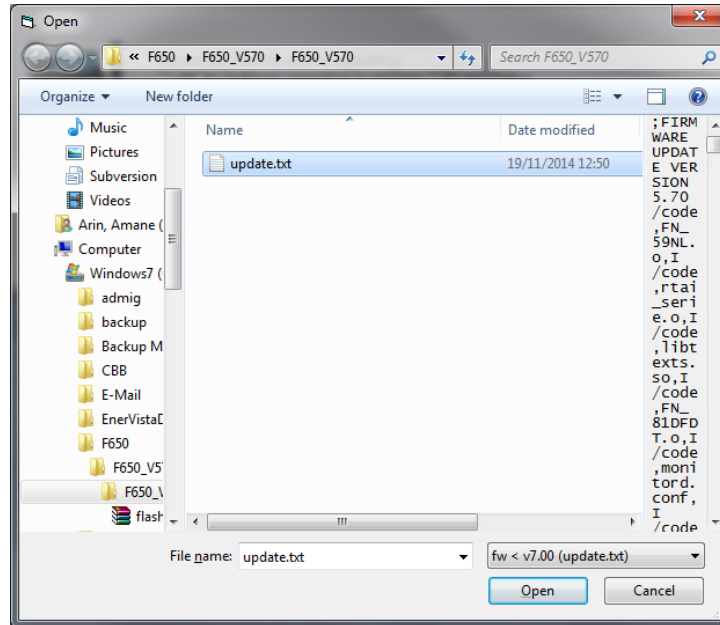 Open
« F650 ▸ F650_V570 ▸ F650_V570
Search F650_V570
Organize
New folder
Music
Pictures
Subversion
Videos
Arin, Amane (
Computer
Windows7 (
admig
backup
Backup M
CBB
E-Mail
EnerVistaD
F650
F650_V5
F650_V
flash
Name
Date modified
update.txt
19/11/2014 12:50
;FIRM
WARE
UPDAT
E VER
SION
5.70
/code
,FN_
59NL.
o,I
/code
,rtai
_seri
e.o,I
/code
,libt
exts.
so,I
/code
,FN_
81DFD
T.o,I
/code
,moni
tord.
conf,
I
/code
File name:
update.txt
fw < v7.00 (update.txt)
Open
Cancel